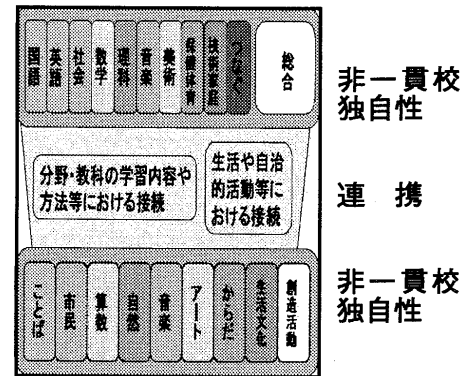 国語
英語
社会
数学
理科
音楽
美術
保健体育
技術家庭
つなぐ
総合
非一貫校
独自性
分野・教科の学習内容や
方法等における接続
生活や自治
的活動等に
おける接続
連 携
ことば
市民
算数
自然
音楽
アート
からだ
生活文化
創造活動
非一貫校
独自性